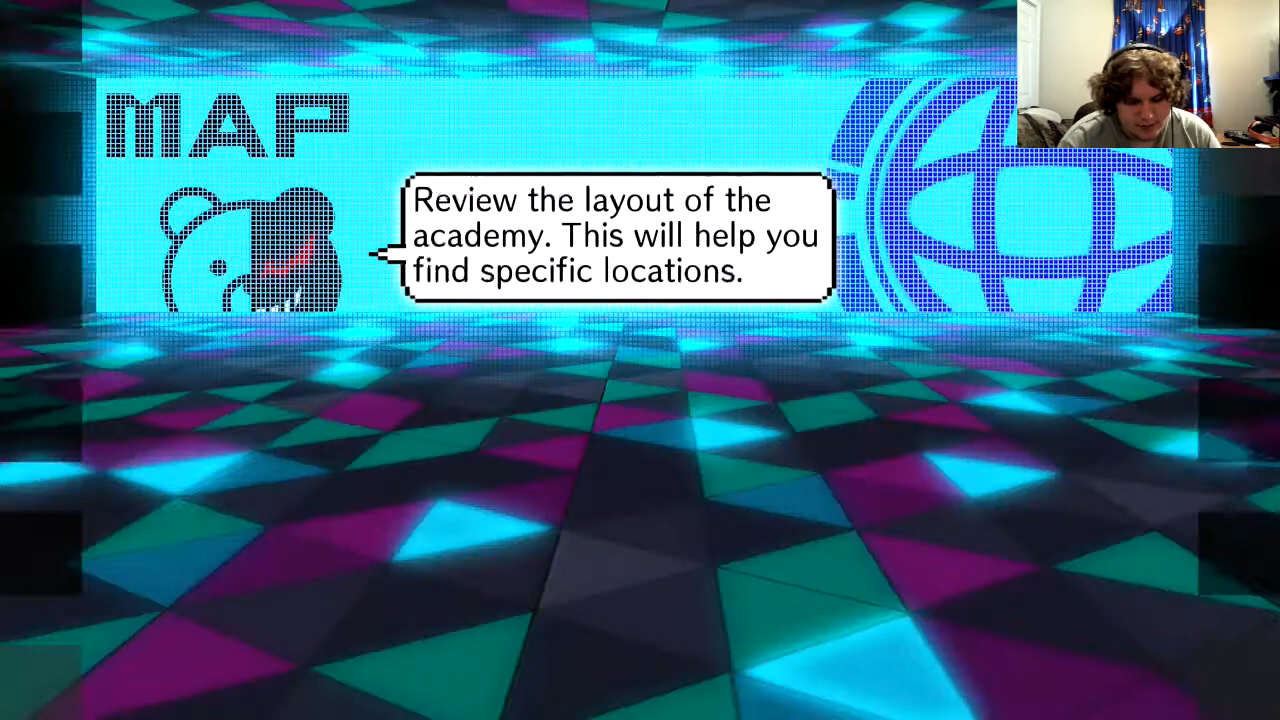 MAP
Review the layout of the
academy. This will help you
find specific locations.